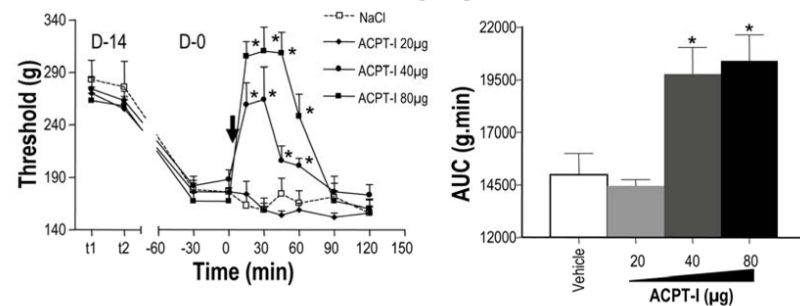 D-14
D-0
NaCl
ACPT-I 20µg
ACPT-I 40µg
ACPT-I 80µg
Threshold (g)
340
290
240
190
140
* * *
*
* *
* *
t1 t2 -60 -30 0 30 60 90 120 150
Time (min)
AUC (g.min)
22000
19500
17000
14500
12000
* *
Vehicle 20 40 80
ACPT-I (µg)